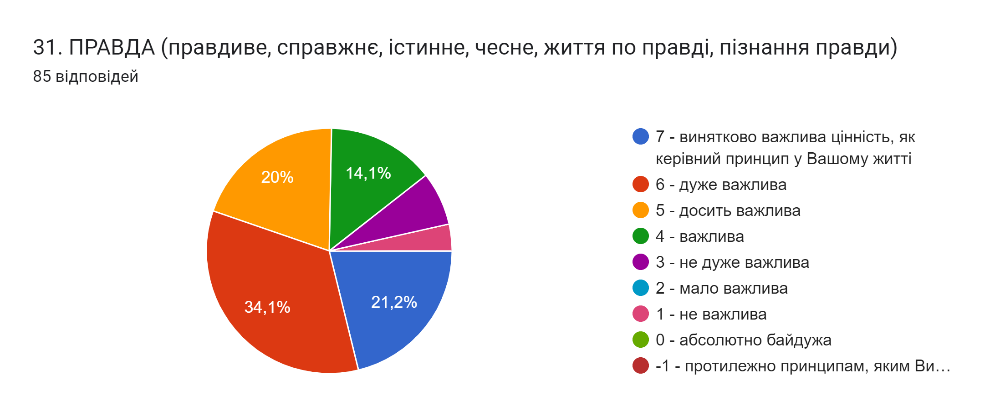 31. ПРАВДА (правдиве, справжнє, істинне, чесне, життя по правді, пізнання правди)
85 відповідей
20%
14,1%
34,1%
21,2%
7 - винятково важлива цінність, як
керівний принцип у Вашому житті
6 - дуже важлива
5 - досить важлива
4 - важлива
3 - не дуже важлива
2 - мало важлива
1 - не важлива
0 - абсолютно байдужа
-1 - протилежно принципам, яким Ви…